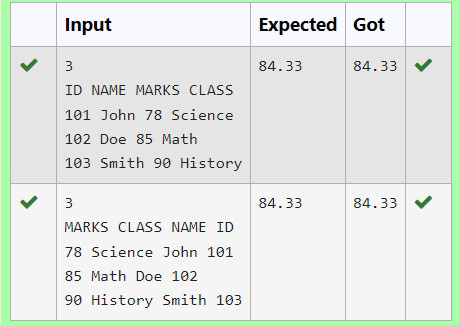 Input Expected Got
3 84.33 84.33
ID NAME MARKS CLASS
101 John 78 Science
102 Doe 85 Math
103 Smith 90 History
3 84.33 84.33
MARKS CLASS NAME ID
78 Science John 101
85 Math Doe 102
90 History Smith 103